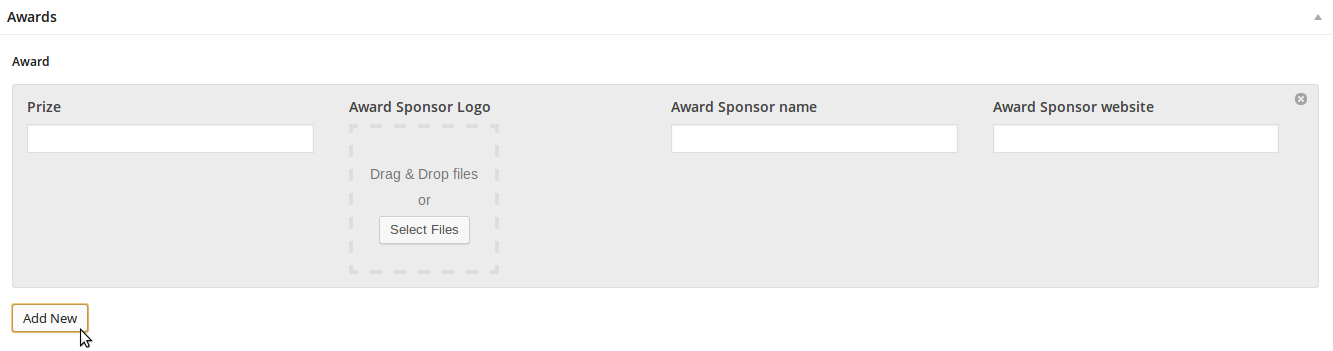 Awards
Award
Prize
Award Sponsor Logo
Award Sponsor name
Award Sponsor website
Drag & Drop files
or
Select Files
Add New